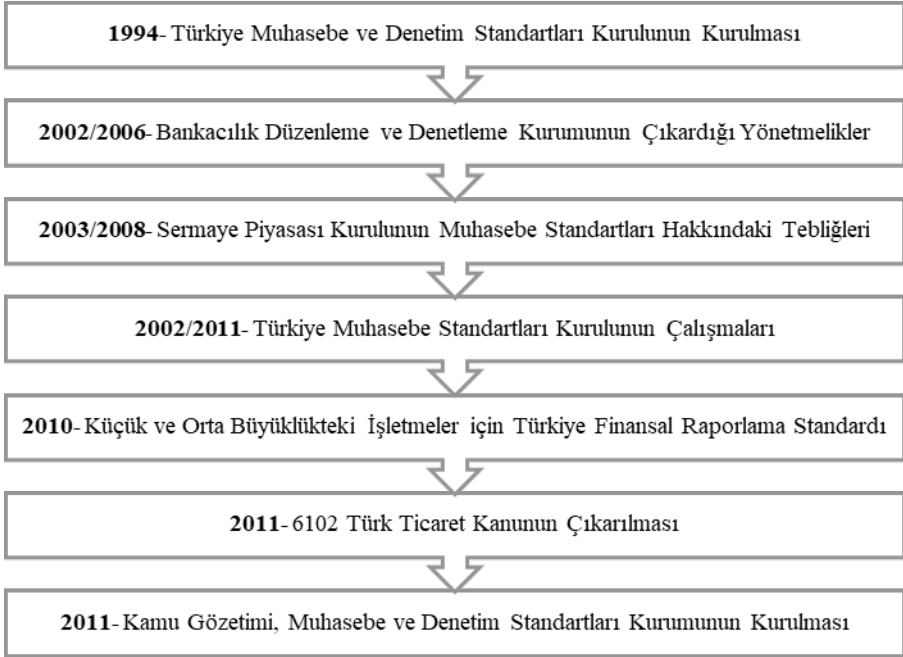 1994- Türkiye Muhasebe ve Denetim Standartları Kurulunun Kurulması
2002/2006- Bankacılık Düzenleme ve Denetleme Kurumunun Çıkardığı Yönetmelikler
2003/2008- Sermaye Piyasası Kurulunun Muhasebe Standartları Hakkındaki Tebliğleri
2002/2011- Türkiye Muhasebe Standartları Kurulunun Çalışmaları
2010- Küçük ve Orta Büyüklükteki İşletmeler için Türkiye Finansal Raporlama Standardı
2011- 6102 Türk Ticaret Kanunun Çıkarılması
2011- Kamu Gözetimi, Muhasebe ve Denetim Standartları Kurumunun Kurulması